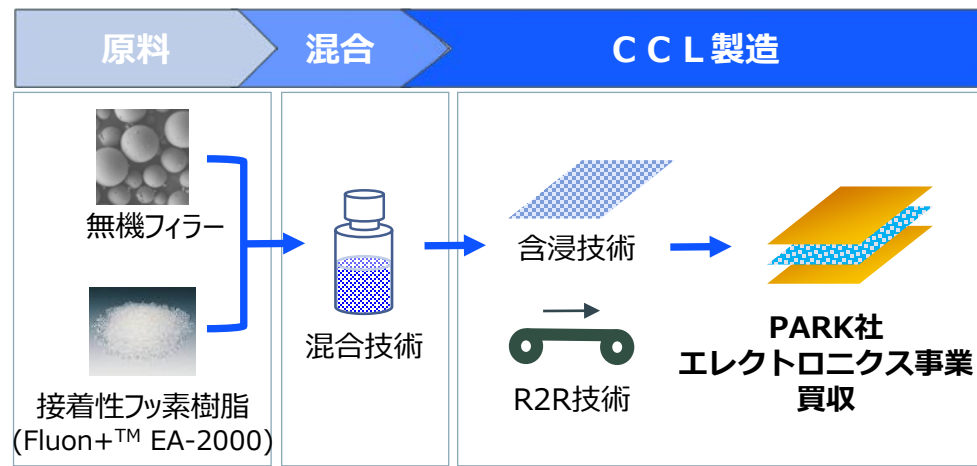 原料
混合
ＣＣＬ製造
無機フィラー
接着性フッ素樹脂
(Fluon+™ EA-2000)
混合技術
含浸技術
R2R技術
PARK社
エレクトロニクス事業
買収